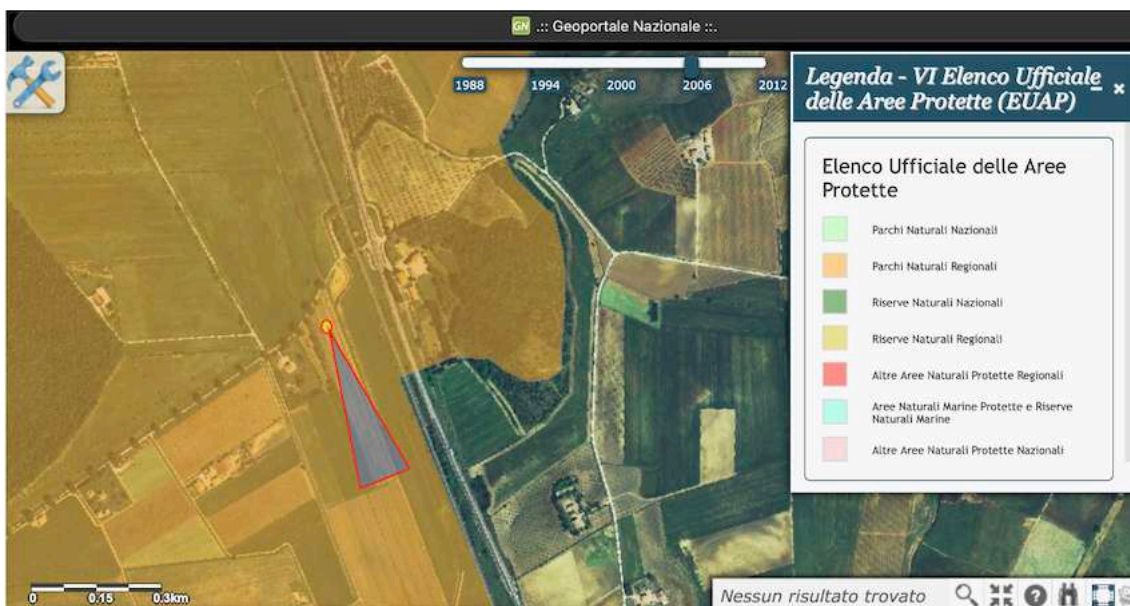 GN .:: Geoportale Nazionale ::.
1988 1994 2000 2006 2012
Legenda - VI Elenco Ufficiale
delle Aree Protette (EUAP)
Elenco Ufficiale delle Aree
Protette
Parchi Naturali Nazionali
Parchi Naturali Regionali
Riserve Naturali Nazionali
Riserve Naturali Regionali
Altre Aree Naturali Protette Regionali
Aree Naturali Marine Protette e Riserve
Naturali Marine
Altre Aree Naturali Protette Nazionali
0 0.15 0.3km
Nessun risultato trovato